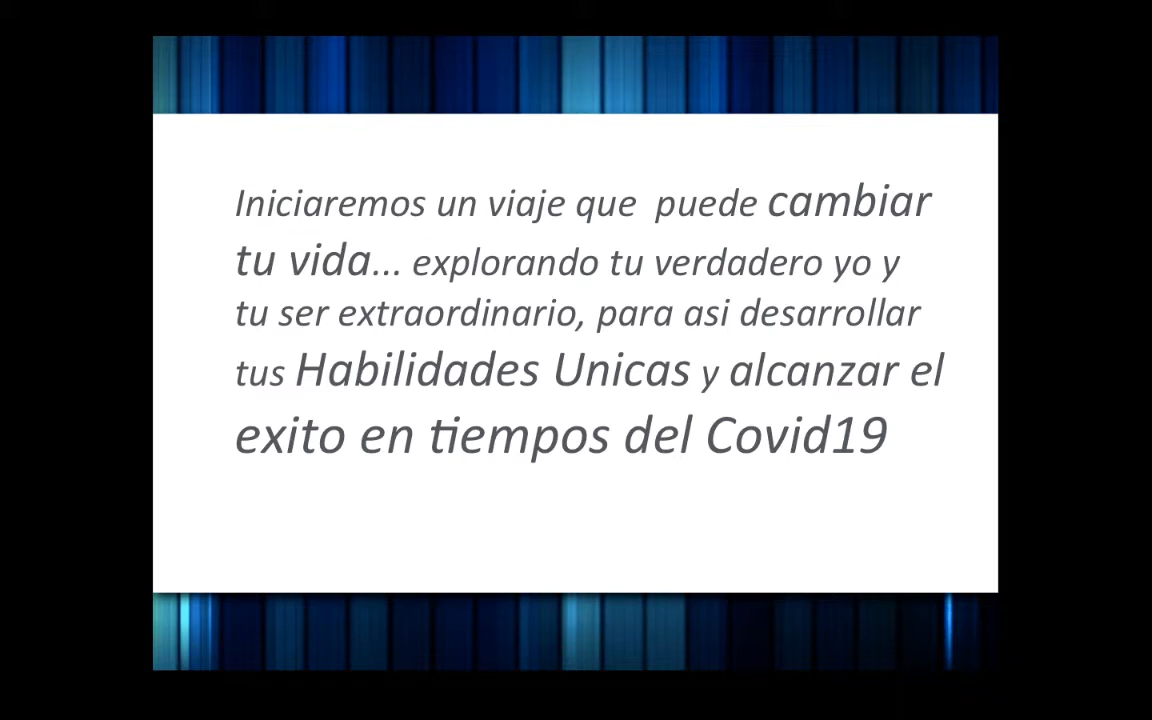 Iniciaremos un viaje que  puede cambiar
tu vida... explorando tu verdadero yo y
tu ser extraordinario, para asi desarrollar
tus Habilidades Unicas y alcanzar el
exito en tiempos del Covid19